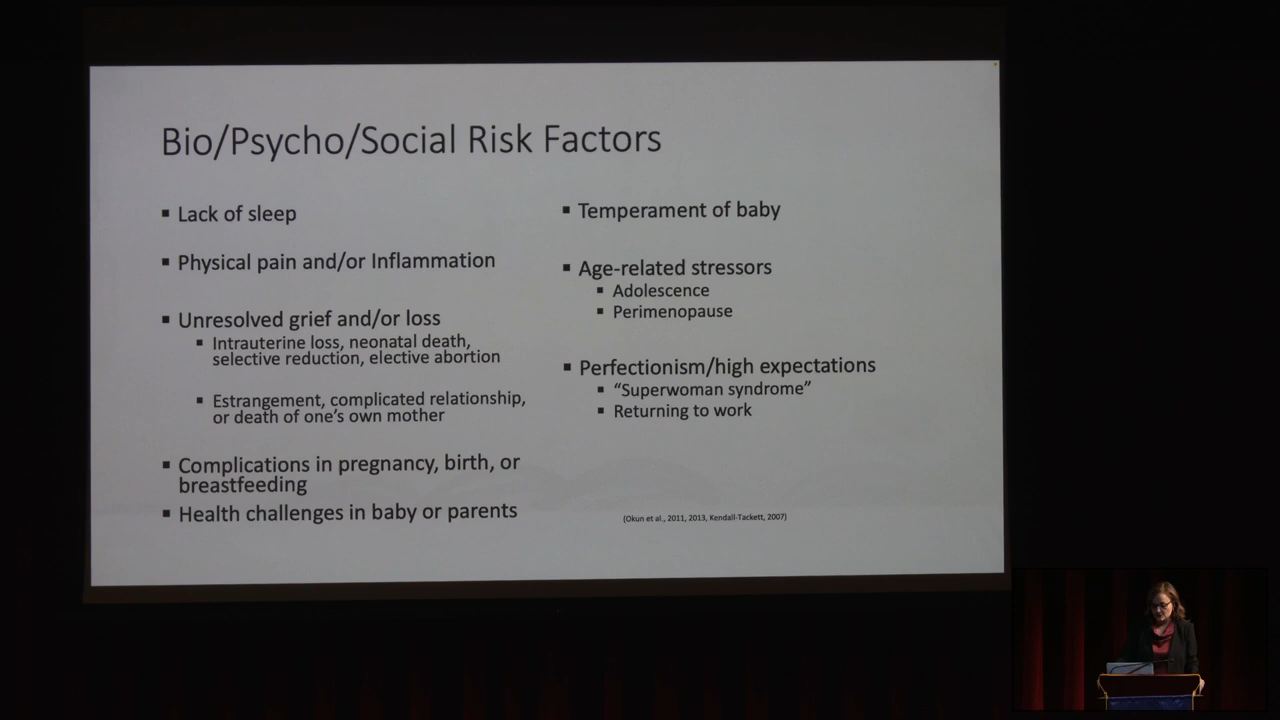 Bio/Psycho/Social Risk Factors
▪ Lack of sleep
▪ Physical pain and/or Inflammation
▪ Unresolved grief and/or loss
▪ Intrauterine loss, neonatal death,
selective reduction, elective abortion
▪ Estrangement, complicated relationship,
or death of one's own mother
▪ Complications in pregnancy, birth, or
breastfeeding
▪ Health challenges in baby or parents
▪ Temperament of baby
▪ Age-related stressors
▪ Adolescence
▪ Perimenopause
▪ Perfectionism/high expectations
▪ “Superwoman syndrome”
▪ Returning to work
(Okun et al., 2011, 2013, Kendall-Tackett, 2007)